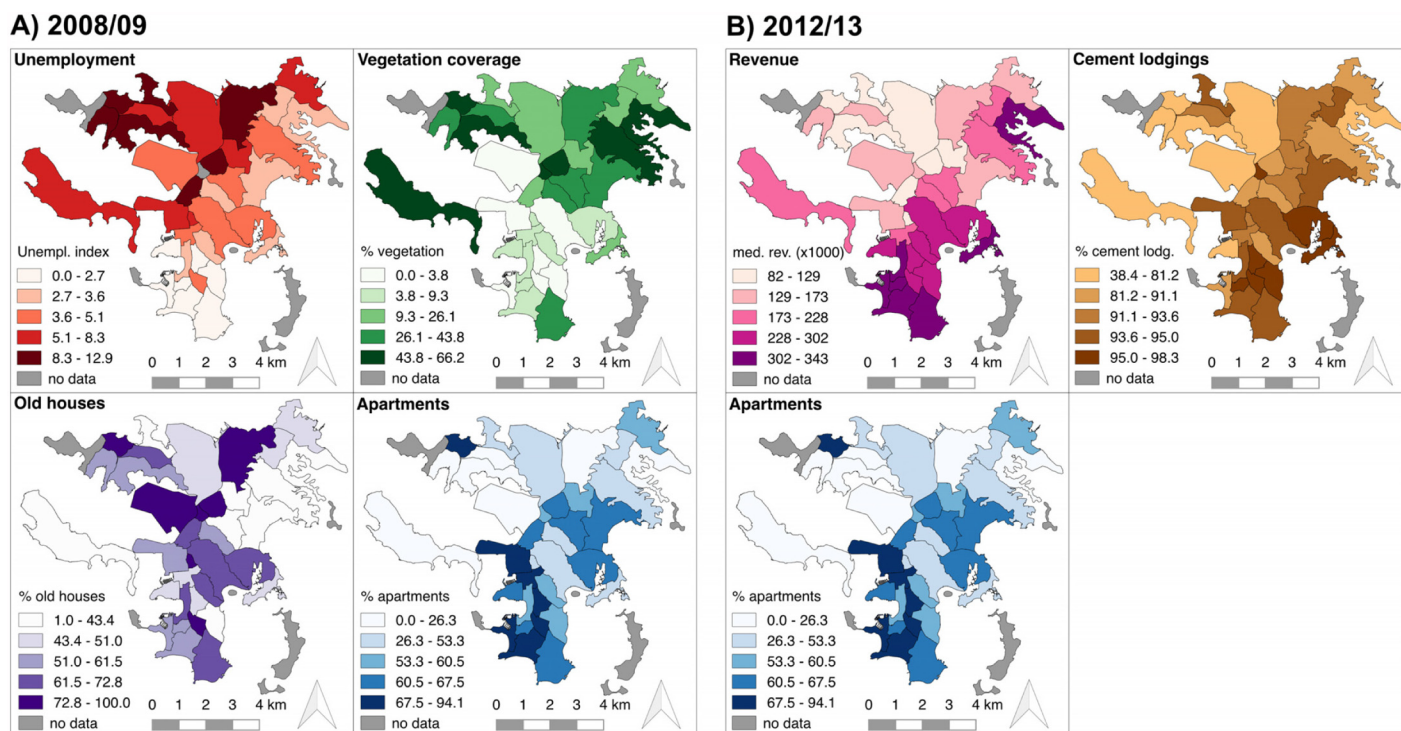 A) 2008/09
Unemployment
Unempl. index
0.0 - 2.7
2.7 - 3.6
3.6 - 5.1
5.1 - 8.3
8.3 - 12.9
no data
0 1 2 3 4 km
Vegetation coverage
% vegetation
0.0 - 3.8
3.8 - 9.3
9.3 - 26.1
26.1 - 43.8
43.8 - 66.2
no data
0 1 2 3 4 km
Old houses
% old houses
1.0 - 43.4
43.4 - 51.0
51.0 - 61.5
61.5 - 72.8
72.8 - 100.0
no data
0 1 2 3 4 km
Apartments
% apartments
0.0 - 26.3
26.3 - 53.3
53.3 - 60.5
60.5 - 67.5
67.5 - 94.1
no data
0 1 2 3 4 km
B) 2012/13
Revenue
med. rev. (x1000)
82 - 129
129 - 173
173 - 228
228 - 302
302 - 343
no data
0 1 2 3 4 km
Cement lodgings
% cement lodg.
38.4 - 81.2
81.2 - 91.1
91.1 - 93.6
93.6 - 95.0
95.0 - 98.3
no data
0 1 2 3 4 km
Apartments
% apartments
0.0 - 26.3
26.3 - 53.3
53.3 - 60.5
60.5 - 67.5
67.5 - 94.1
no data
0 1 2 3 4 km